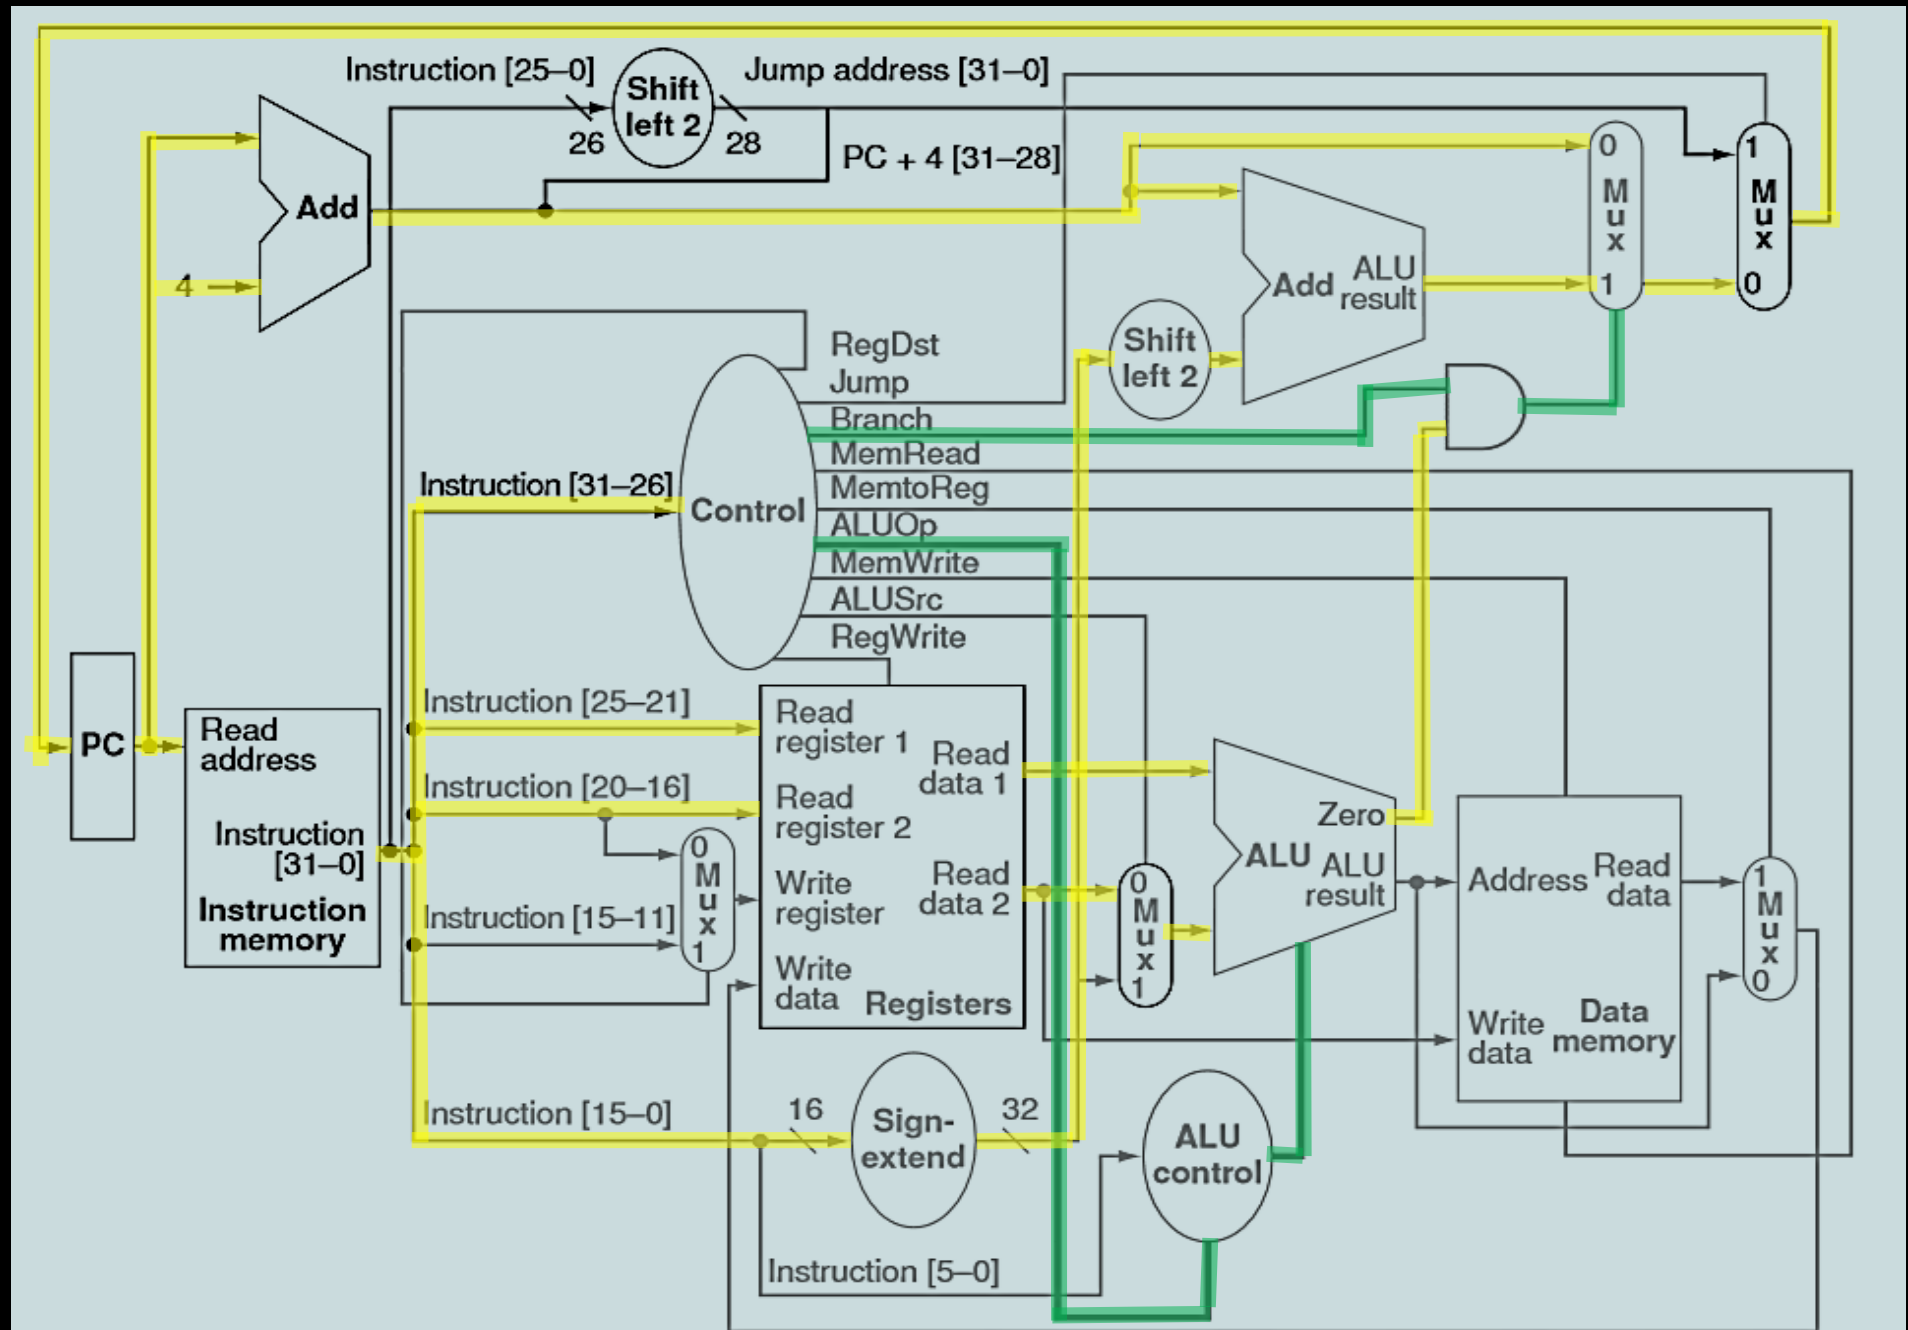 Instruction [25–0]
Shift
left 2
Jump address [31–0]
26
28
PC + 4 [31–28]
Add
4
0
M
u
x
1
1
M
u
x
0
Add
ALU
result
Shift
left 2
RegDst
Jump
Branch
MemRead
MemtoReg
ALUOp
MemWrite
ALUSrc
RegWrite
Control
Instruction [31–26]
PC
Read
address
Instruction
[31–0]
Instruction
memory
Instruction [25–21]
Instruction [20–16]
Instruction [15–11]
0
M
u
x
1
Read
register 1
Read
register 2
Write
register
Write
data
Read
data 1
Read
data 2
Registers
0
M
u
x
1
Zero
ALU
ALU
result
Address
Read
data
Write
data
Data
memory
1
M
u
x
0
Instruction [15–0]
16
Sign-
extend
32
ALU
control
Instruction [5–0]